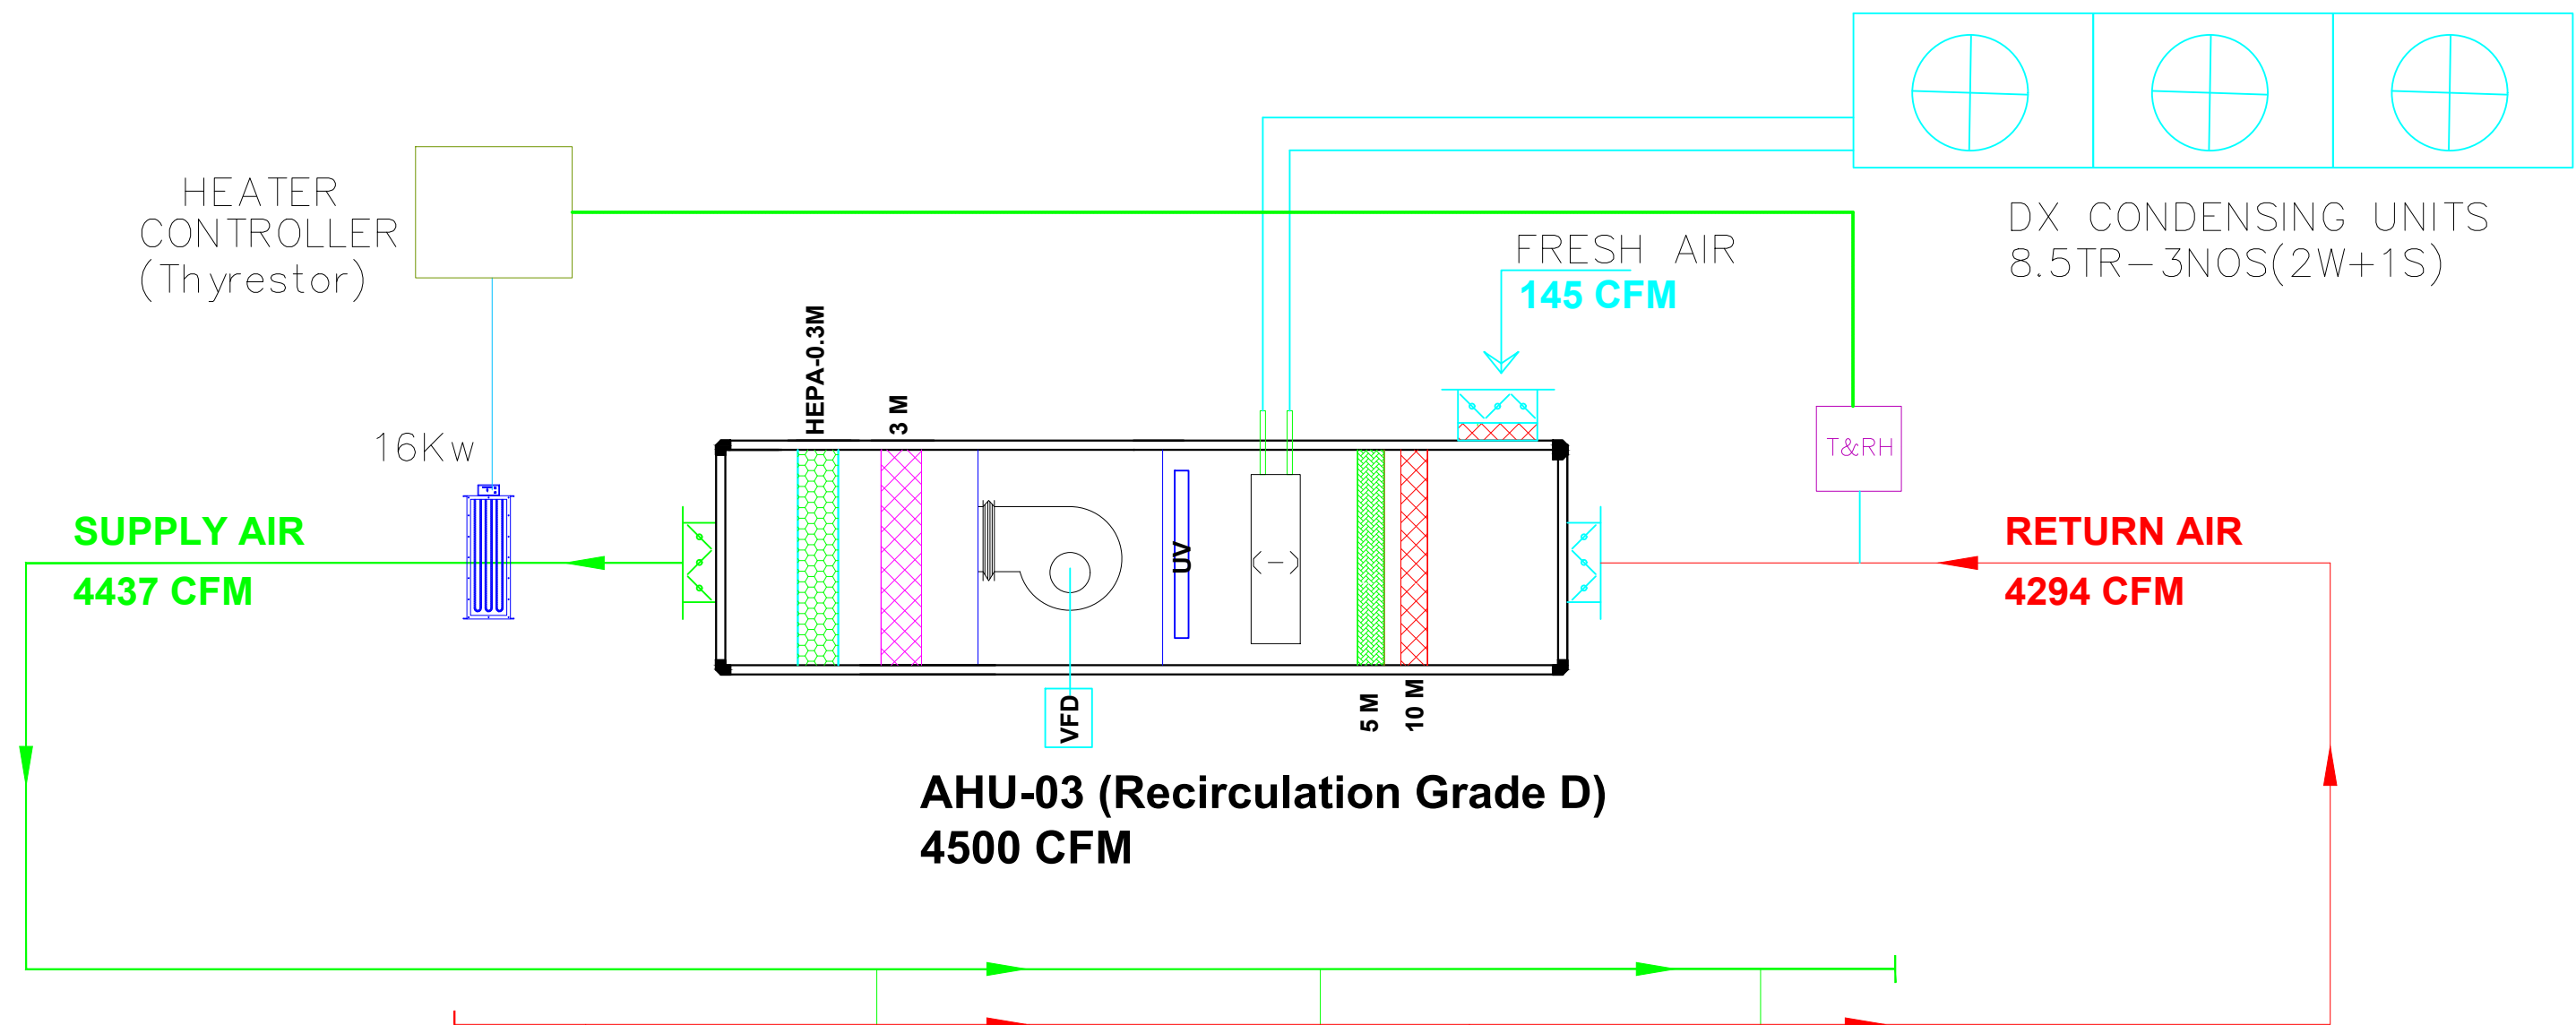 HEATER
CONTROLLER
(Thyrestor)
DX CONDENSING UNITS
8.5TR-3NOS(2W+1S)
FRESH AIR
145 CFM
HEPA-0.3M
3 M
16Kw
T&RH
SUPPLY AIR
4437 CFM
UV
RETURN AIR
4294 CFM
VFD
5 M
10 M
AHU-03 (Recirculation Grade D)
4500 CFM